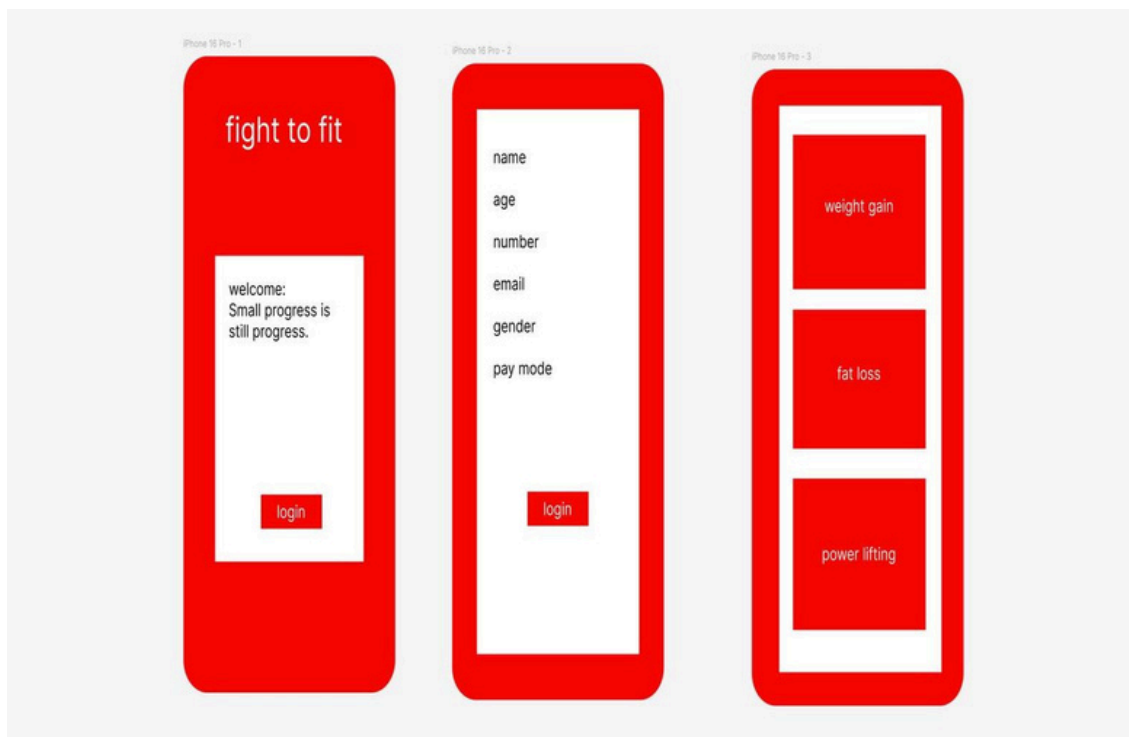 iPhone 16 Pro - 1
fight to fit
welcome:
Small progress is
still progress.
login
iPhone 16 Pro - 2
name
age
number
email
gender
pay mode
login
iPhone 16 Pro - 3
weight gain
fat loss
power lifting